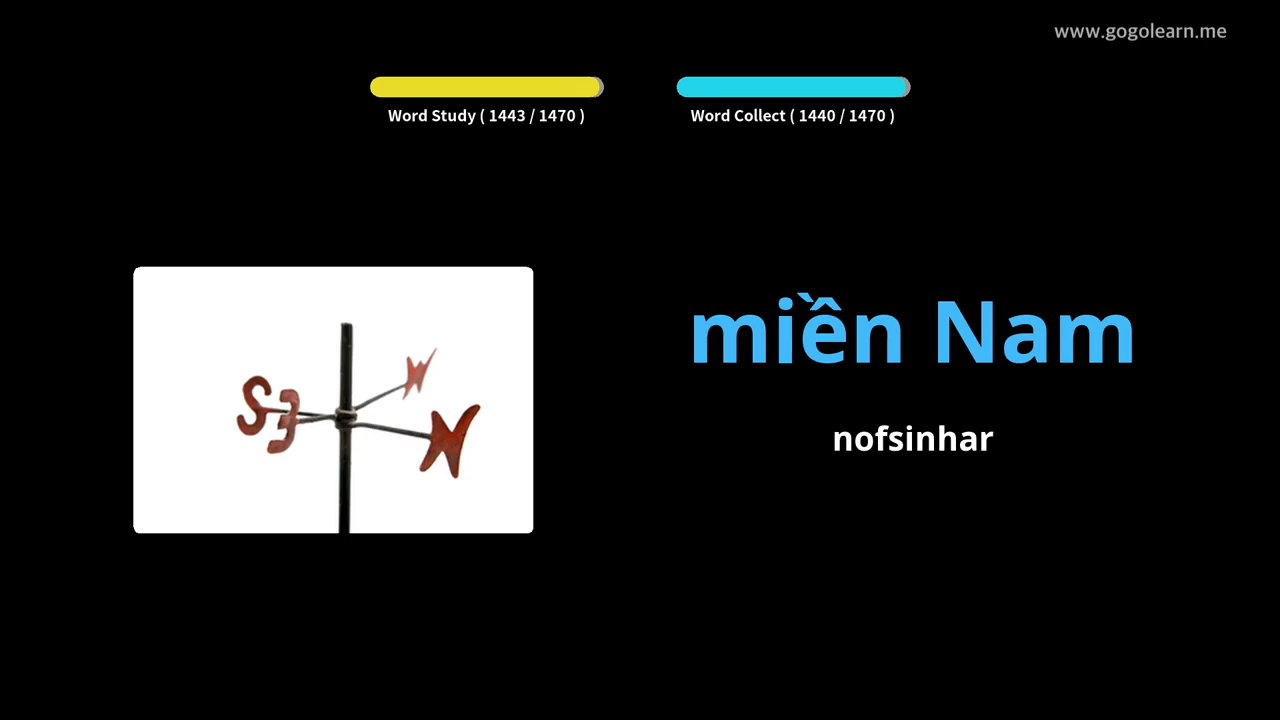 www.gogolearn.me
Word Study ( 1443 / 1470 )
Word Collect ( 1440 / 1470 )
miền Nam
nofsinhar
S E N W